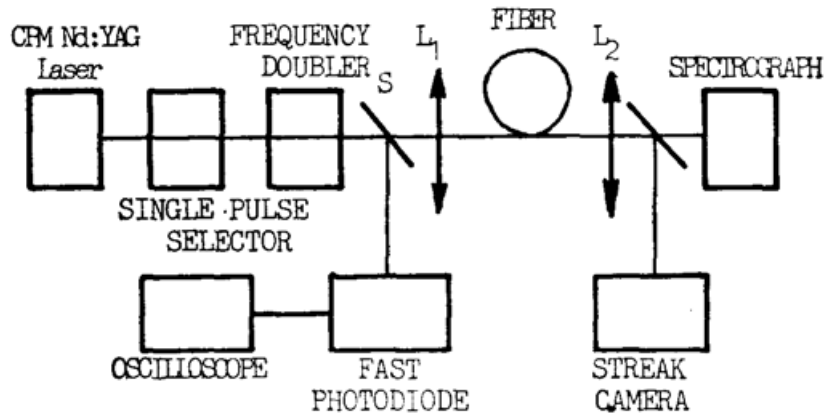 CPM Nd:YAG
Laser
FREQUENCY
DOUBLER
S
L1
FIBER
L2
SPECTROGRAPH
SINGLE-PULSE
SELECTOR
OSCILLOSCOPE
FAST
PHOTODIODE
STREAK
CAMERA